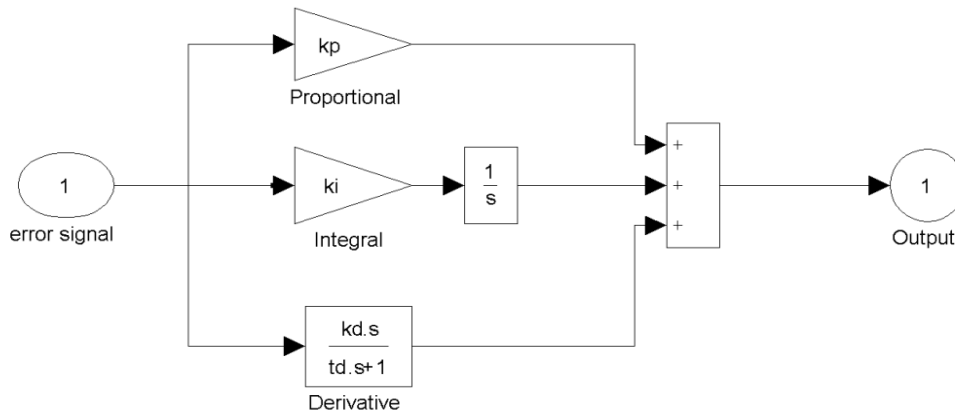 kp
Proportional
1
error signal
ki
Integral
1
s
+
+
+
1
Output
kd.s
td.s+1
Derivative